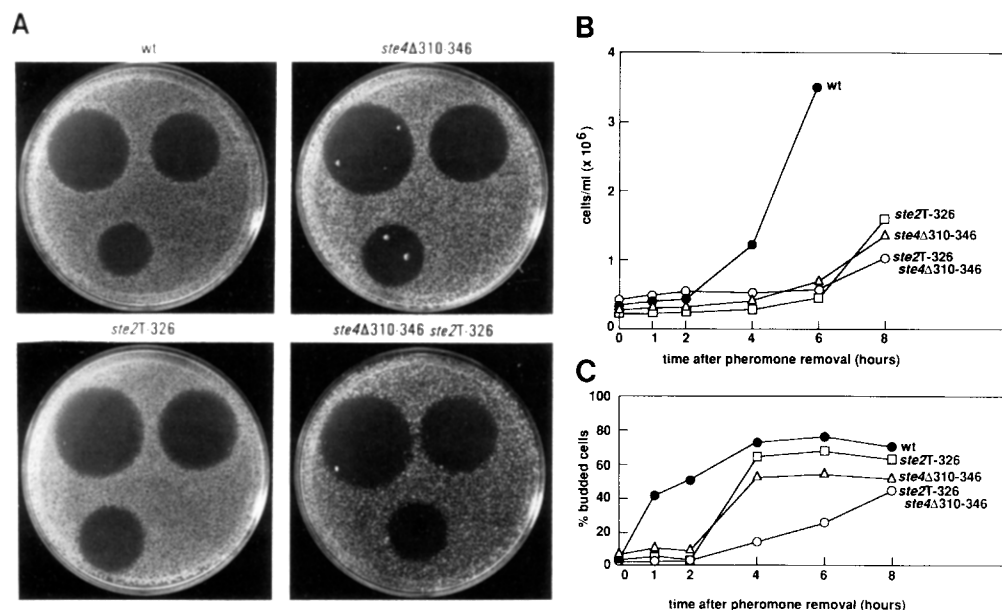 A
wt
ste4Δ310-346
ste2T-326
ste4Δ310-346 ste2T-326
B
cells/ml (x 10⁶)
4
3
2
1
0
0 1 2 4 6 8
time after pheromone removal (hours)
wt
ste2T-326
ste4Δ310-346
ste2T-326
ste4Δ310-346
C
% budded cells
100
80
60
40
20
0
0 1 2 4 6 8
time after pheromone removal (hours)
wt
ste2T-326
ste4Δ310-346
ste2T-326
ste4Δ310-346